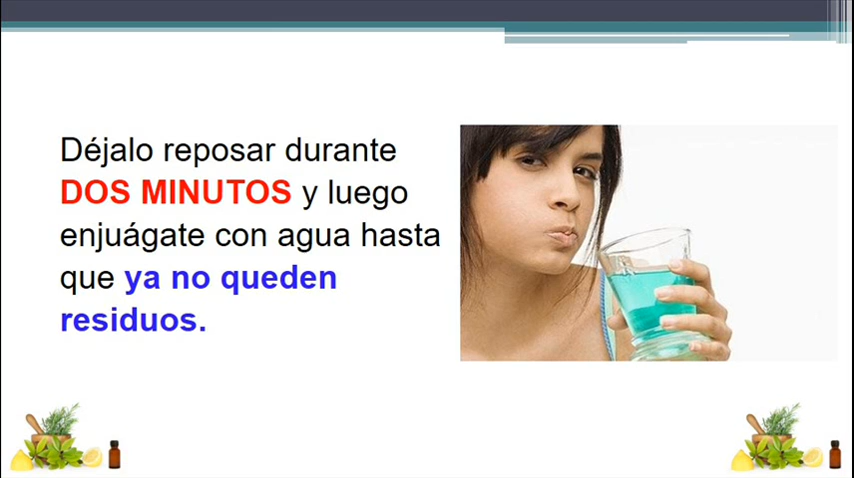 Déjalo reposar durante
DOS MINUTOS y luego
enjuágate con agua hasta
que ya no queden
residuos.